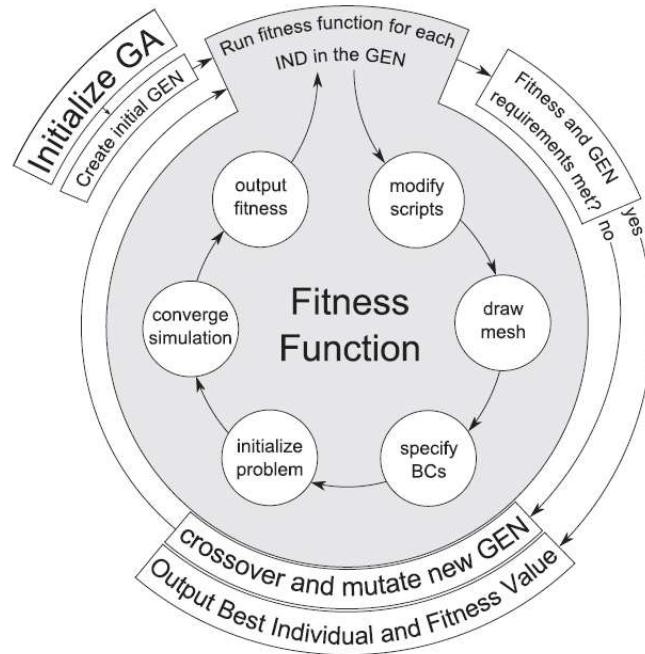 Initialize GA
Create initial GEN
Run fitness function for each
IND in the GEN
Fitness and GEN
requirements met?
yes
no
output
fitness
modify
scripts
converge
simulation
Fitness
Function
draw
mesh
initialize
problem
specify
BCs
crossover and mutate new GEN
Output Best Individual and Fitness Value